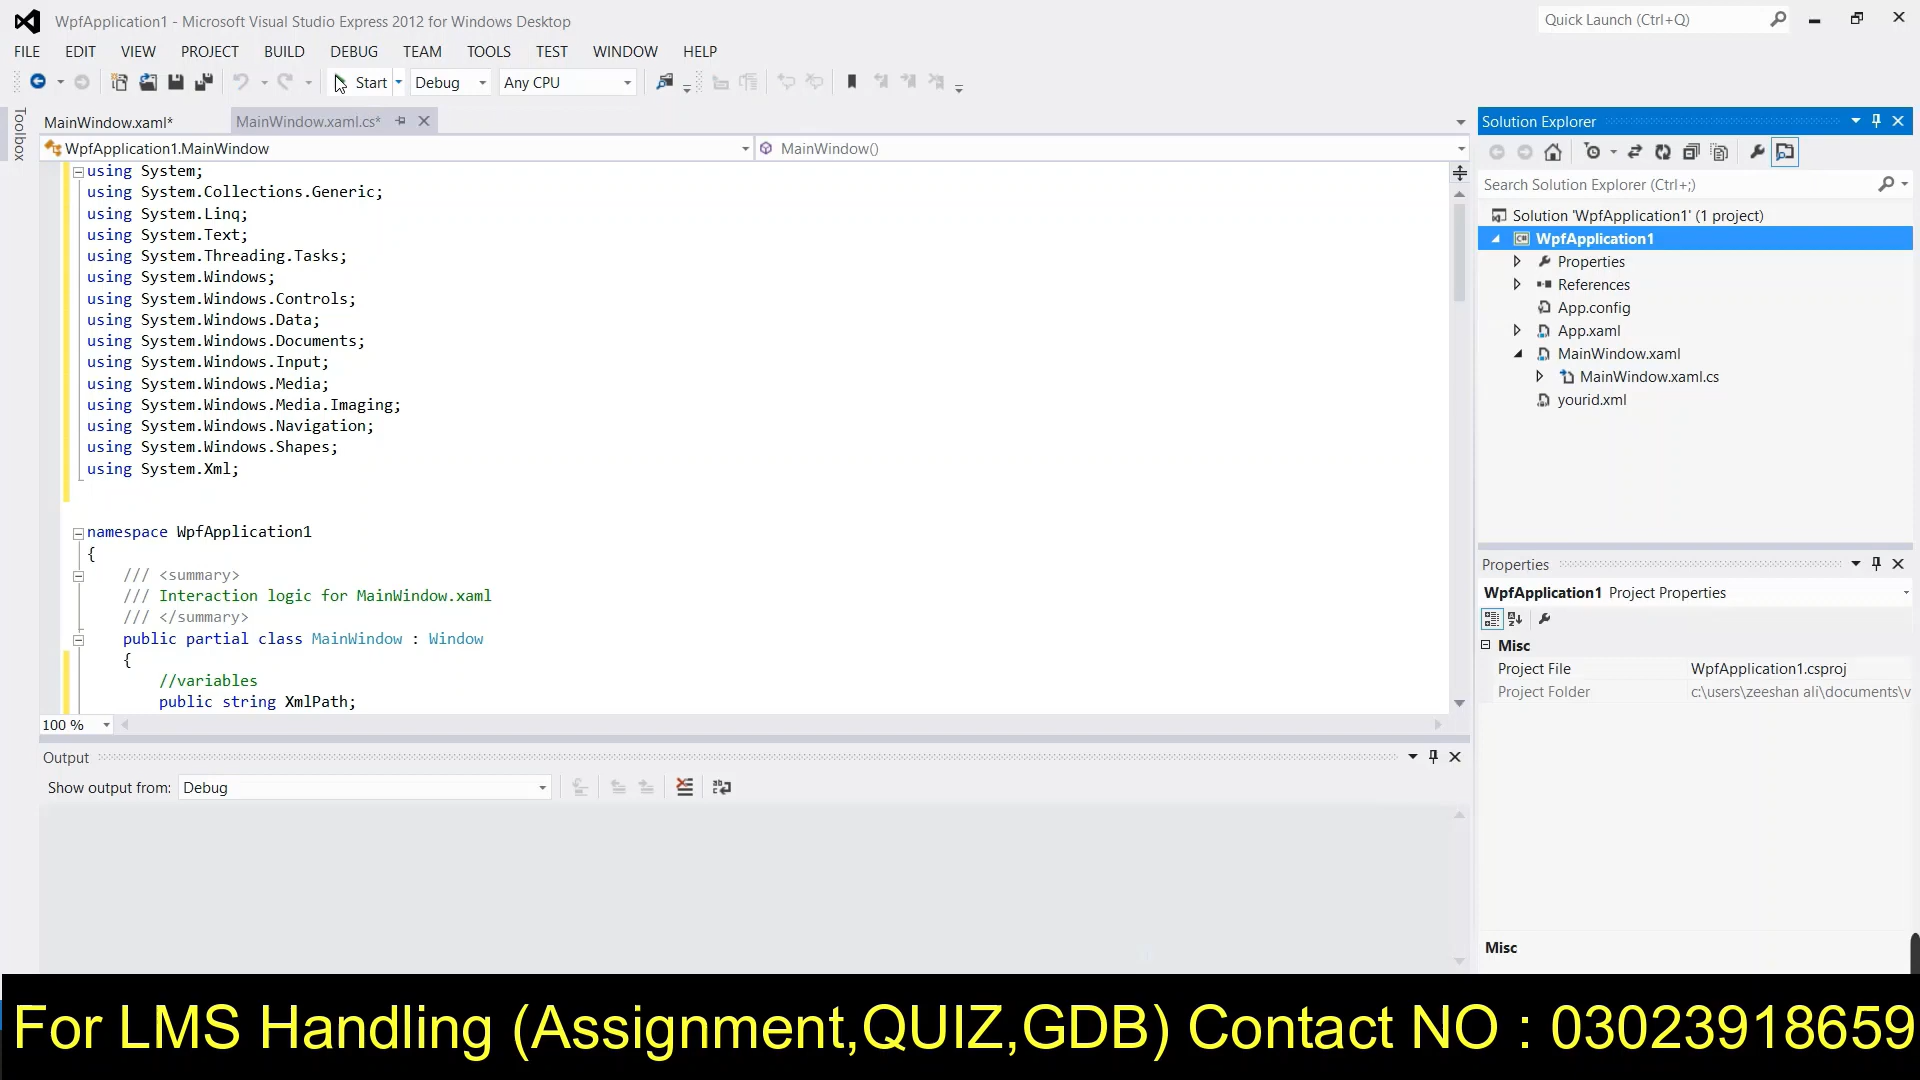 WpfApplication1 - Microsoft Visual Studio Express 2012 for Windows Desktop
Quick Launch (Ctrl+Q)
FILE EDIT VIEW PROJECT BUILD DEBUG TEAM TOOLS TEST WINDOW HELP
Start Debug Any CPU
Toolbox
MainWindow.xaml* MainWindow.xaml.cs*
WpfApplication1.MainWindow MainWindow()
using System;
using System.Collections.Generic;
using System.Linq;
using System.Text;
using System.Threading.Tasks;
using System.Windows;
using System.Windows.Controls;
using System.Windows.Data;
using System.Windows.Documents;
using System.Windows.Input;
using System.Windows.Media;
using System.Windows.Media.Imaging;
using System.Windows.Navigation;
using System.Windows.Shapes;
using System.Xml;
namespace WpfApplication1
{
/// <summary>
/// Interaction logic for MainWindow.xaml
/// </summary>
public partial class MainWindow : Window
{
//variables
public string XmlPath;
100 %
Output
Show output from: Debug
Solution Explorer
Search Solution Explorer (Ctrl+;)
Solution 'WpfApplication1' (1 project)
WpfApplication1
Properties
References
App.config
App.xaml
MainWindow.xaml
MainWindow.xaml.cs
yourid.xml
Properties
WpfApplication1 Project Properties
Misc
Project File WpfApplication1.csproj
Project Folder c:\users\zeeshan ali\documents\v
Misc
For LMS Handling (Assignment,QUIZ,GDB) Contact NO : 03023918659